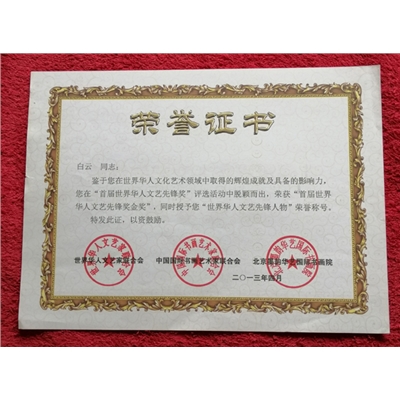 荣誉证书
白云 同志：
鉴于您在世界华人文化艺术领域中取得的辉煌成就及具备的影响力，
您在“首届世界华人文艺先锋奖”评选活动中脱颖而出，荣获“首届世界
华人文艺先锋奖金奖”，同时授予您“世界华人文艺先锋人物”荣誉称号。
特发此证，以资鼓励。
世界华人文艺家联合会 中国国际书画艺术家联合会 北京 华 国际书画院
二〇一三年四月